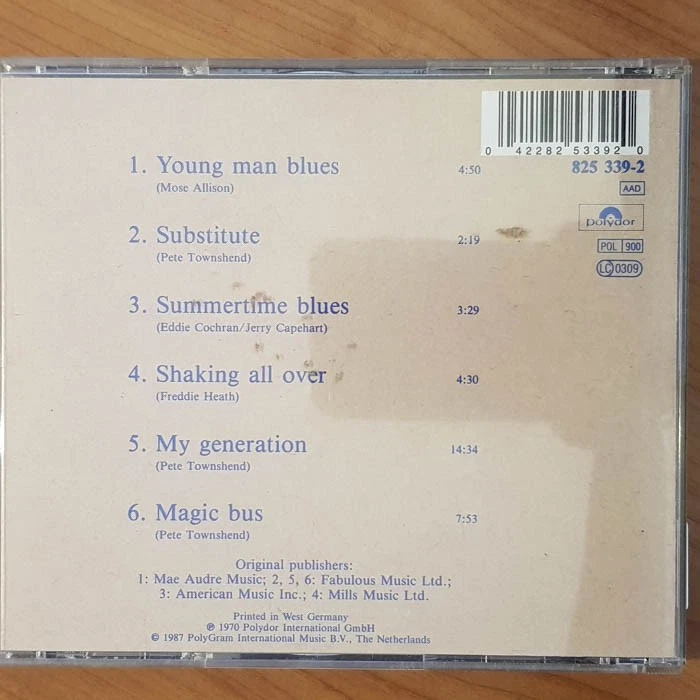 0 42282 53392 0
1. Young man blues 4:50
(Mose Allison)
825 339-2
AAD
polydor
2. Substitute 2:19
(Pete Townshend)
POL 900
LC 0309
3. Summertime blues 3:29
(Eddie Cochran/Jerry Capehart)
4. Shaking all over 4:30
(Freddie Heath)
5. My generation 14:34
(Pete Townshend)
6. Magic bus 7:53
(Pete Townshend)
Original publishers:
1: Mae Audre Music; 2, 5, 6: Fabulous Music Ltd.;
3: American Music Inc.; 4: Mills Music Ltd.
Printed in West Germany
℗ 1970 Polydor International GmbH
© 1987 PolyGram International Music B.V., The Netherlands